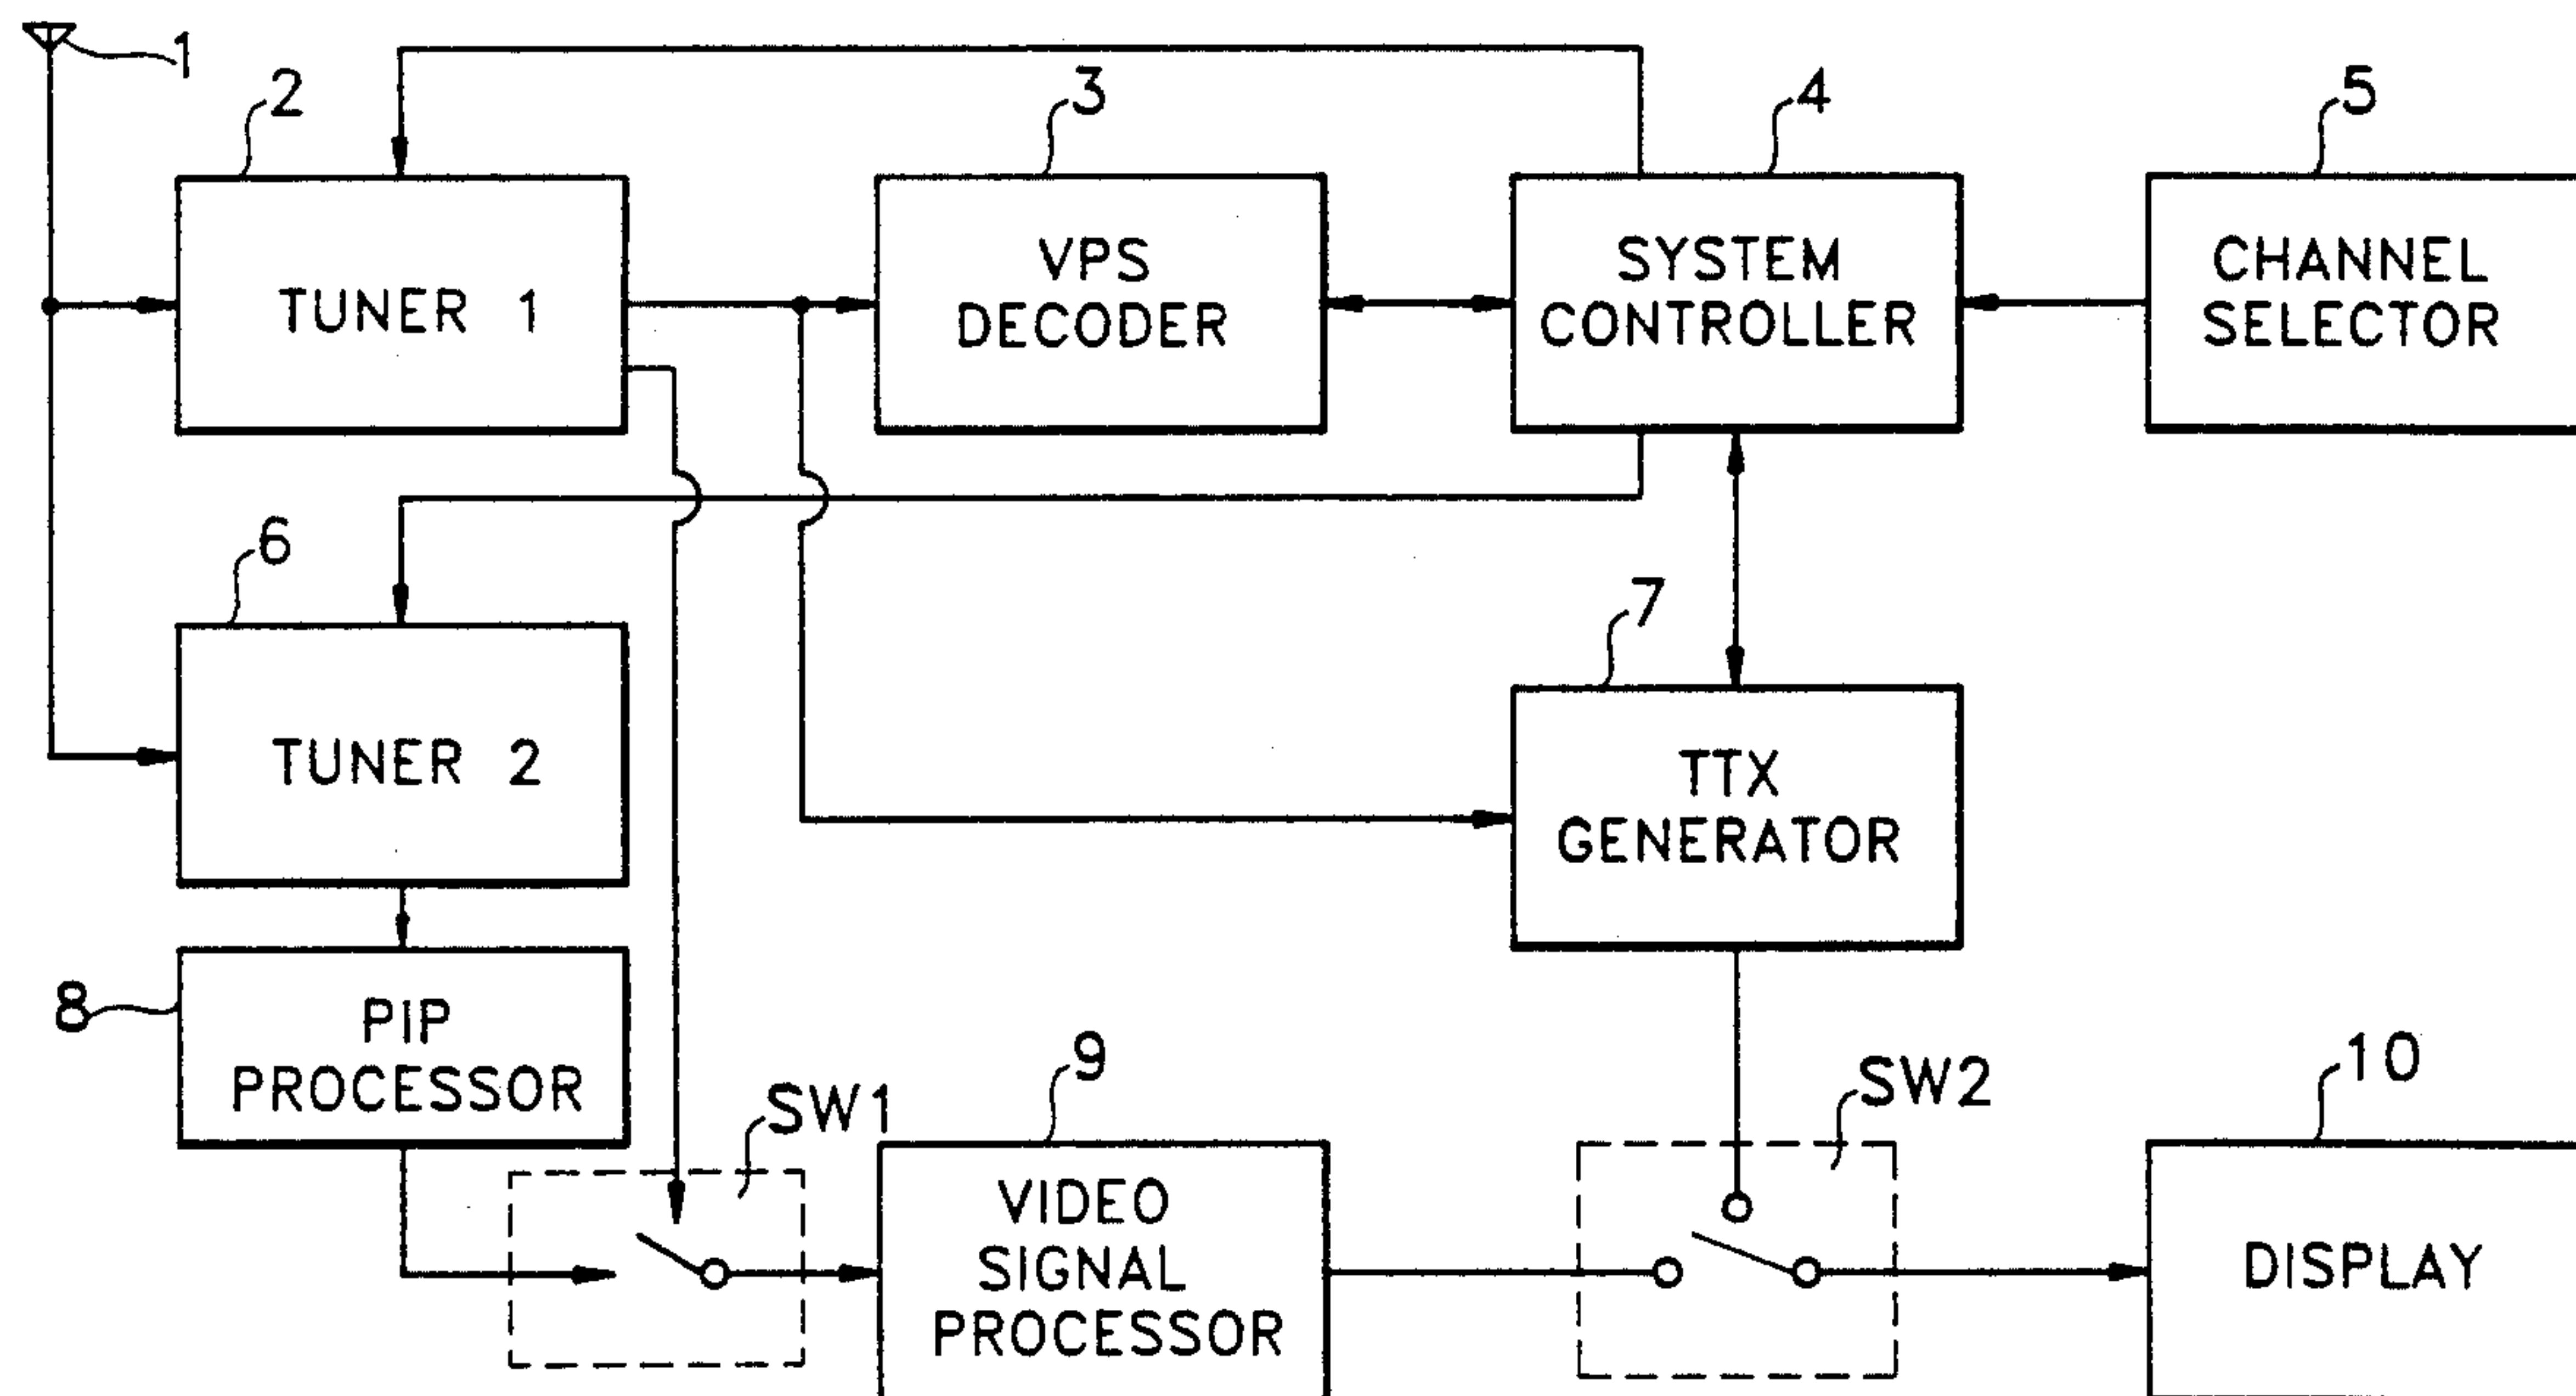 1
2
3
4
5
TUNER 1
VPS
DECODER
SYSTEM
CONTROLLER
CHANNEL
SELECTOR
6
7
TUNER 2
TTX
GENERATOR
8
PIP
PROCESSOR
SW1
9
SW2
10
VIDEO
SIGNAL
PROCESSOR
DISPLAY